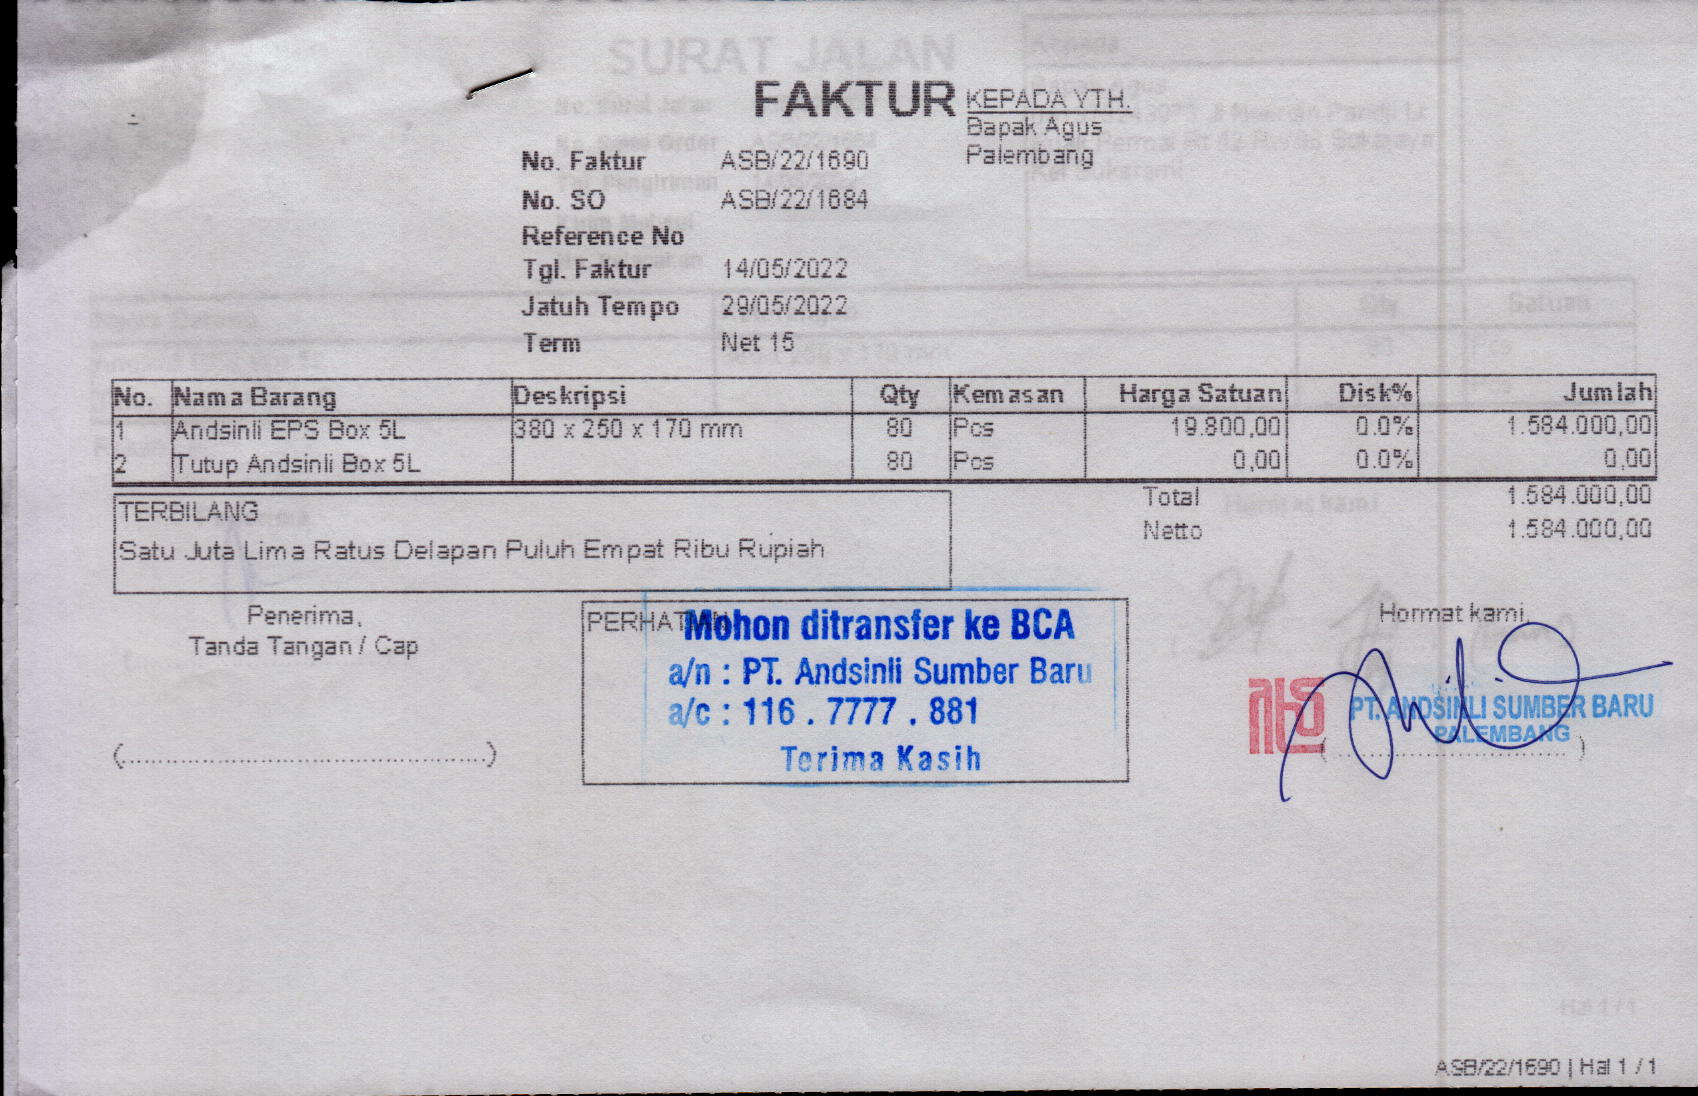 FAKTUR
KEPADA YTH.
Bapak Agus
Palembang
No. Faktur ASB/22/1690
No. SO ASB/22/1684
Reference No
Tgl. Faktur 14/05/2022
Jatuh Tempo 29/05/2022
Term Net 15
No. Nama Barang Deskripsi Qty Kemasan Harga Satuan Disk% Jumlah
1 Andsinli EPS Box 5L 380 x 250 x 170 mm 80 Pcs 19.800,00 0.0% 1.584.000,00
2 Tutup Andsinli Box 5L 80 Pcs 0,00 0.0% 0,00
Total 1.584.000,00
Netto 1.584.000,00
TERBILANG
Satu Juta Lima Ratus Delapan Puluh Empat Ribu Rupiah
Penerima,
Tanda Tangan / Cap
(..................................................)
PERHATIAN
Mohon ditransfer ke BCA
a/n : PT. Andsinli Sumber Baru
a/c : 116 . 7777 . 881
Terima Kasih
Hormat kami,
PT. ANDSINLI SUMBER BARU
PALEMBANG
(..............................)
ASB/22/1690 | Hal 1 / 1
SURAT JALAN